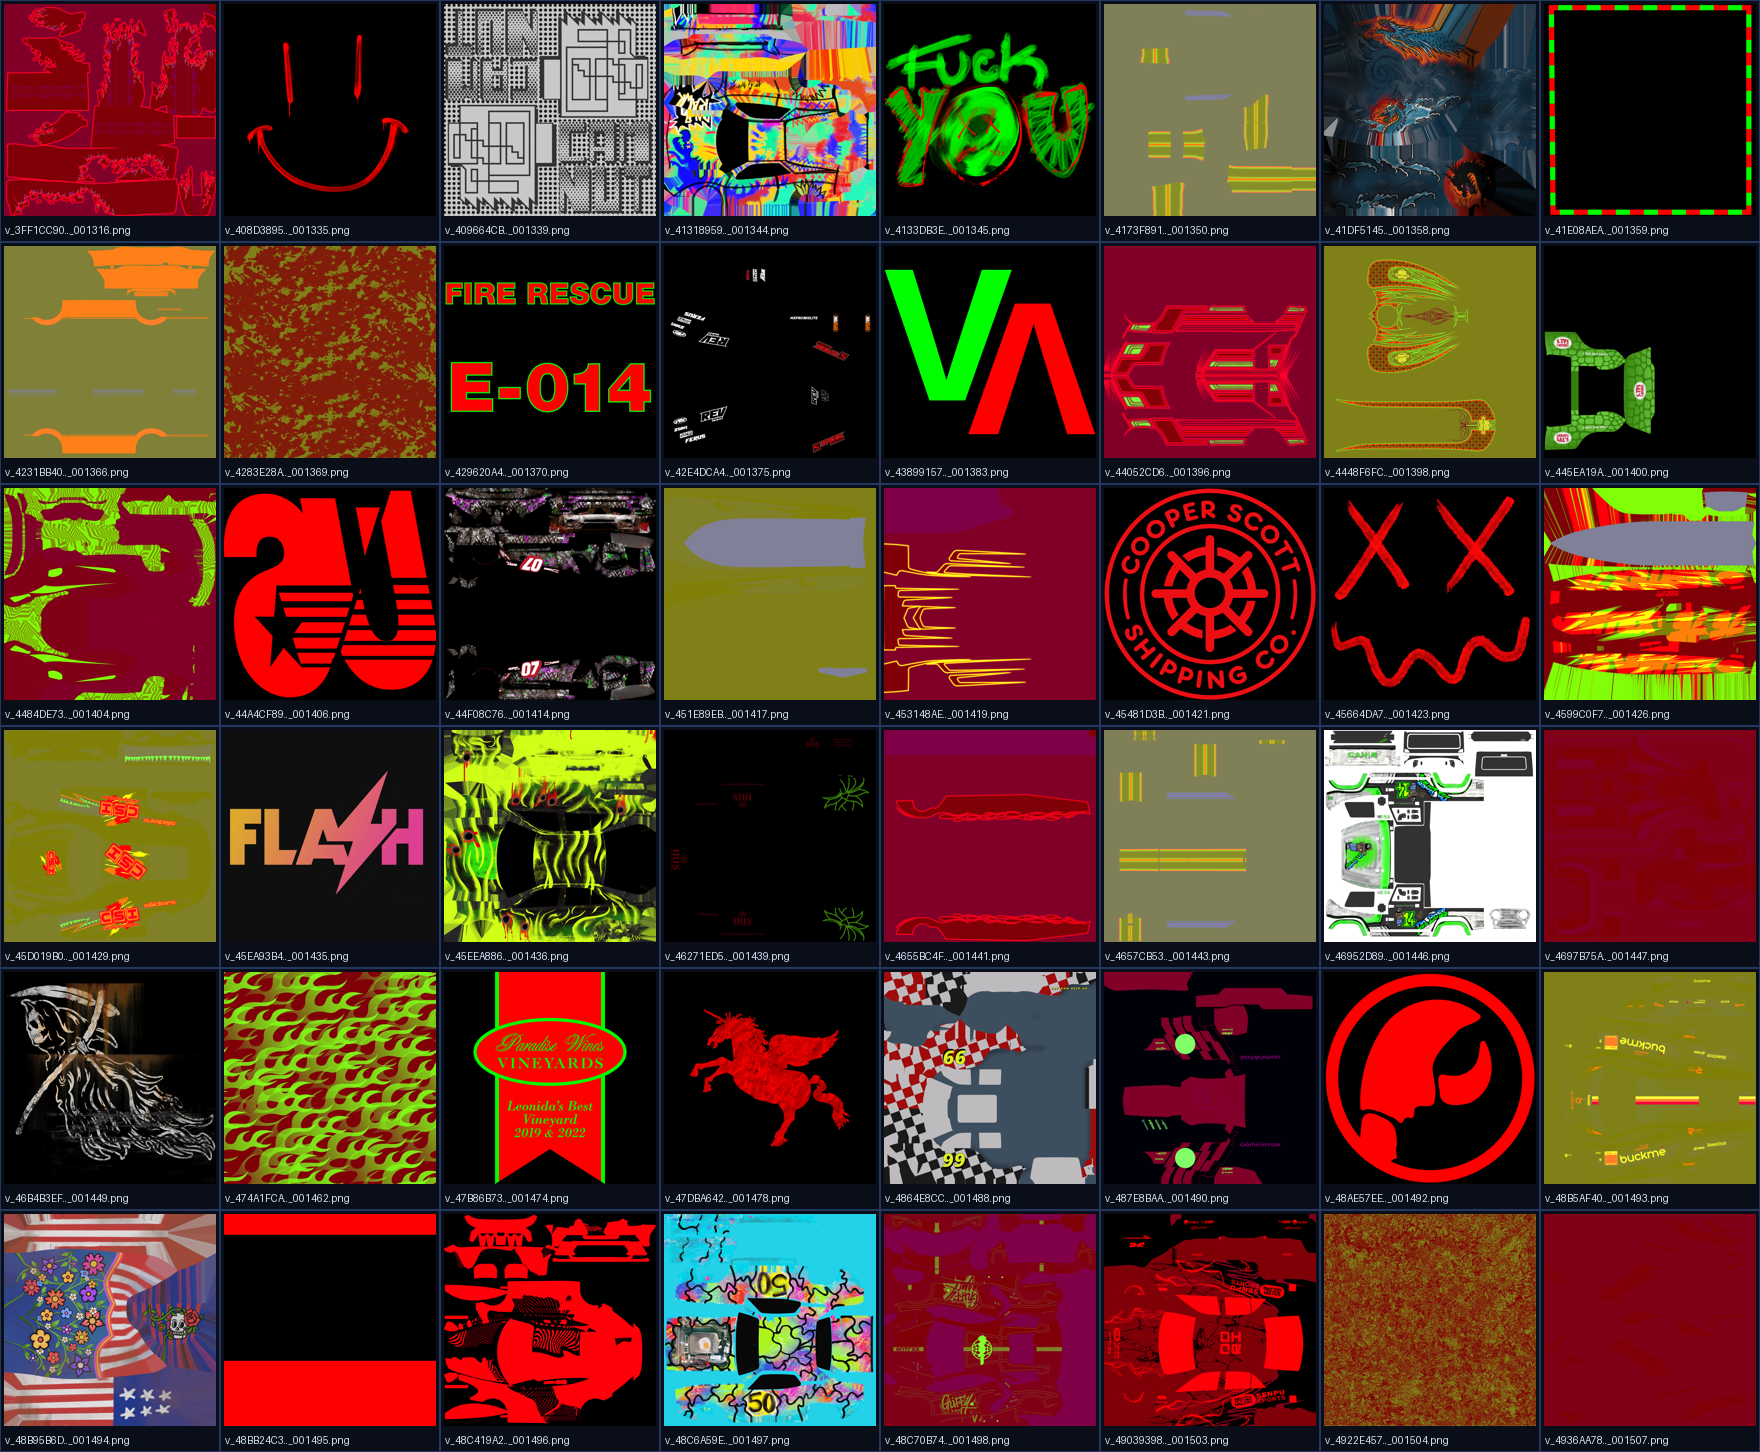 FUCK
YOU
v_3FF1CC90.._001316.png
v_408D3895.._001335.png
v_409664CB.._001339.png
v_41318959.._001344.png
v_4133DB3E.._001345.png
v_4173F891.._001350.png
v_41DF5145.._001358.png
v_41E08AEA.._001359.png
FIRE RESCUE
E-014
REV
REV
FERUS
VA
v_4231BB40.._001366.png
v_4283E28A.._001369.png
v_429620A4.._001370.png
v_42E4DCA4.._001375.png
v_43899157.._001383.png
v_44052CD6.._001396.png
v_4448F6FC.._001398.png
v_445EA19A.._001400.png
07
07
COOPER SCOTT
SHIPPING CO.
v_4484DE73.._001404.png
v_44A4CF89.._001406.png
v_44F08C76.._001414.png
v_451E89EB.._001417.png
v_453148AE.._001419.png
v_45481D3B.._001421.png
v_45664DA7.._001423.png
v_4599C0F7.._001426.png
FLASH
IRIS
v_45D019B0.._001429.png
v_45EA93B4.._001435.png
v_45EEA886.._001436.png
v_46271ED5.._001439.png
v_4655BC4F.._001441.png
v_4657CB53.._001443.png
v_46952D89.._001446.png
v_4697B75A.._001447.png
Paradise Wines
VINEYARDS
Leonida's Best
Vineyard
2019 & 2022
66
99
buckme
buckme
v_46B4B3EF.._001449.png
v_474A1FCA.._001462.png
v_47B86B73.._001474.png
v_47DBA642.._001478.png
v_4864E8CC.._001488.png
v_487E8BAA.._001490.png
v_48AE57EE.._001492.png
v_48B5AF40.._001493.png
50
50
SENPU
v_48B95B6D.._001494.png
v_48BB24C3.._001495.png
v_48C419A2.._001496.png
v_48C6A59E.._001497.png
v_48C70B74.._001498.png
v_49039398.._001503.png
v_4922E457.._001504.png
v_4936AA78.._001507.png